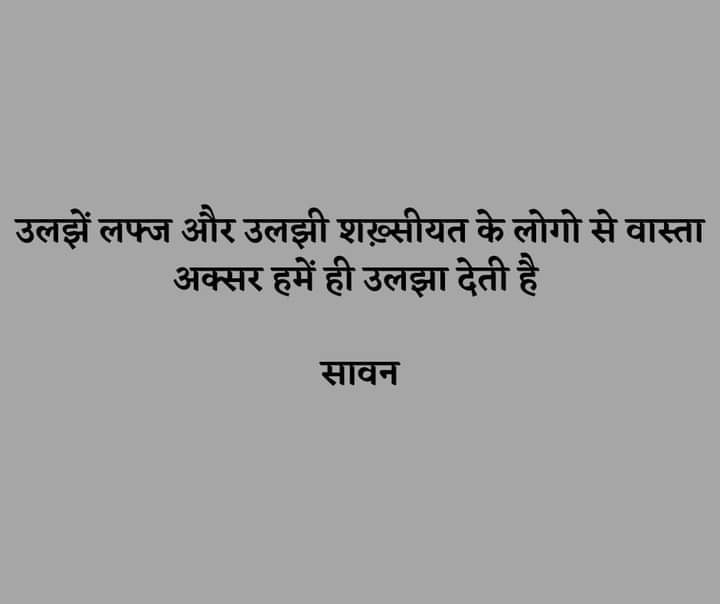 उलझें लफ्ज और उलझी शख़्सीयत के लोगो से वास्ता
अक्सर हमें ही उलझा देती है
सावन